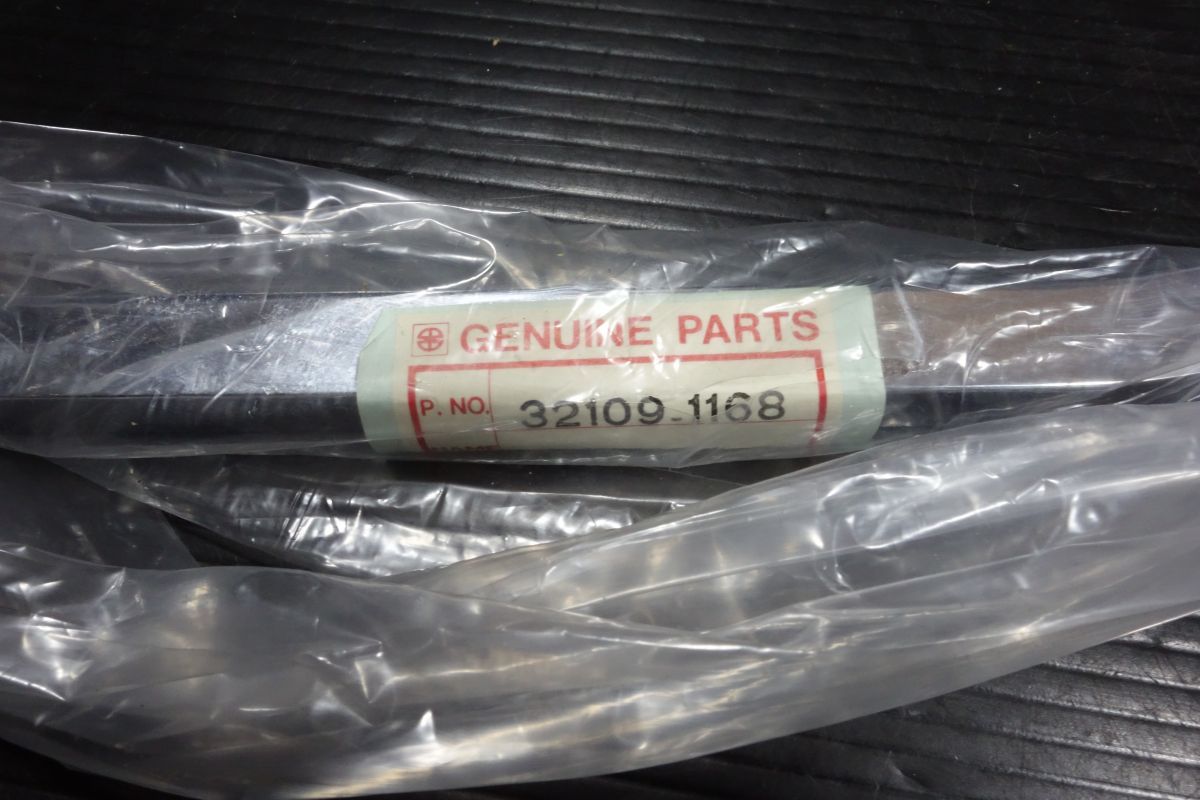 GENUINE PARTS
P. NO. 32109-1168